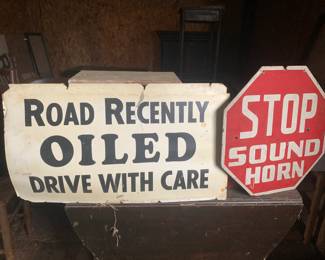 ROAD RECENTLY
OILED
DRIVE WITH CARE
STOP
SOUND
HORN